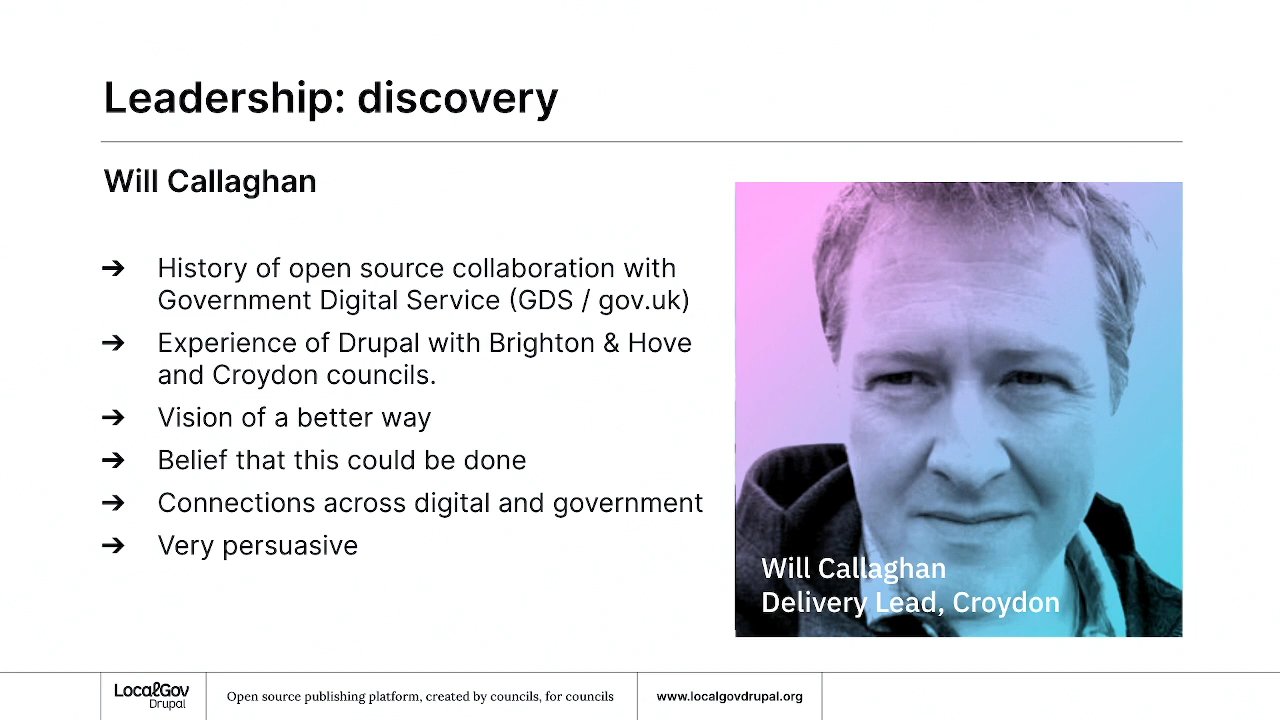 Leadership: discovery
Will Callaghan
➔ History of open source collaboration with
Government Digital Service (GDS / gov.uk)
➔ Experience of Drupal with Brighton & Hove
and Croydon councils.
➔ Vision of a better way
➔ Belief that this could be done
➔ Connections across digital and government
➔ Very persuasive
Will Callaghan
Delivery Lead, Croydon
LocalGov
Drupal
Open source publishing platform, created by councils, for councils
www.localgovdrupal.org